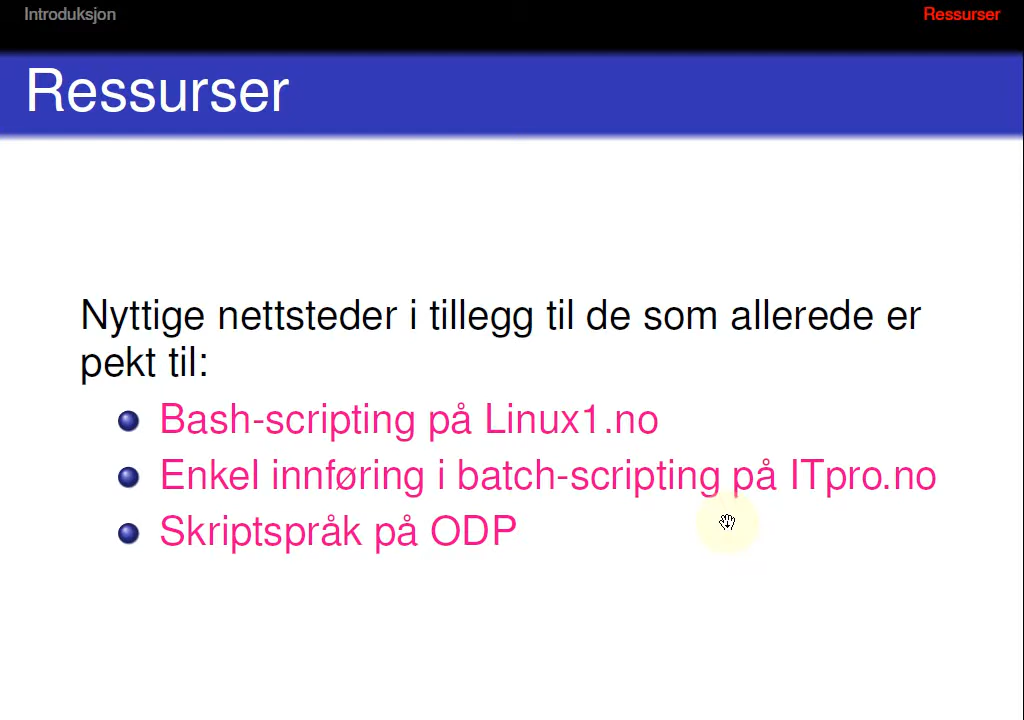 Introduksjon
Ressurser
Ressurser
Nyttige nettsteder i tillegg til de som allerede er
pekt til:
Bash-scripting på Linux1.no
Enkel innføring i batch-scripting på ITpro.no
Skriptspråk på ODP